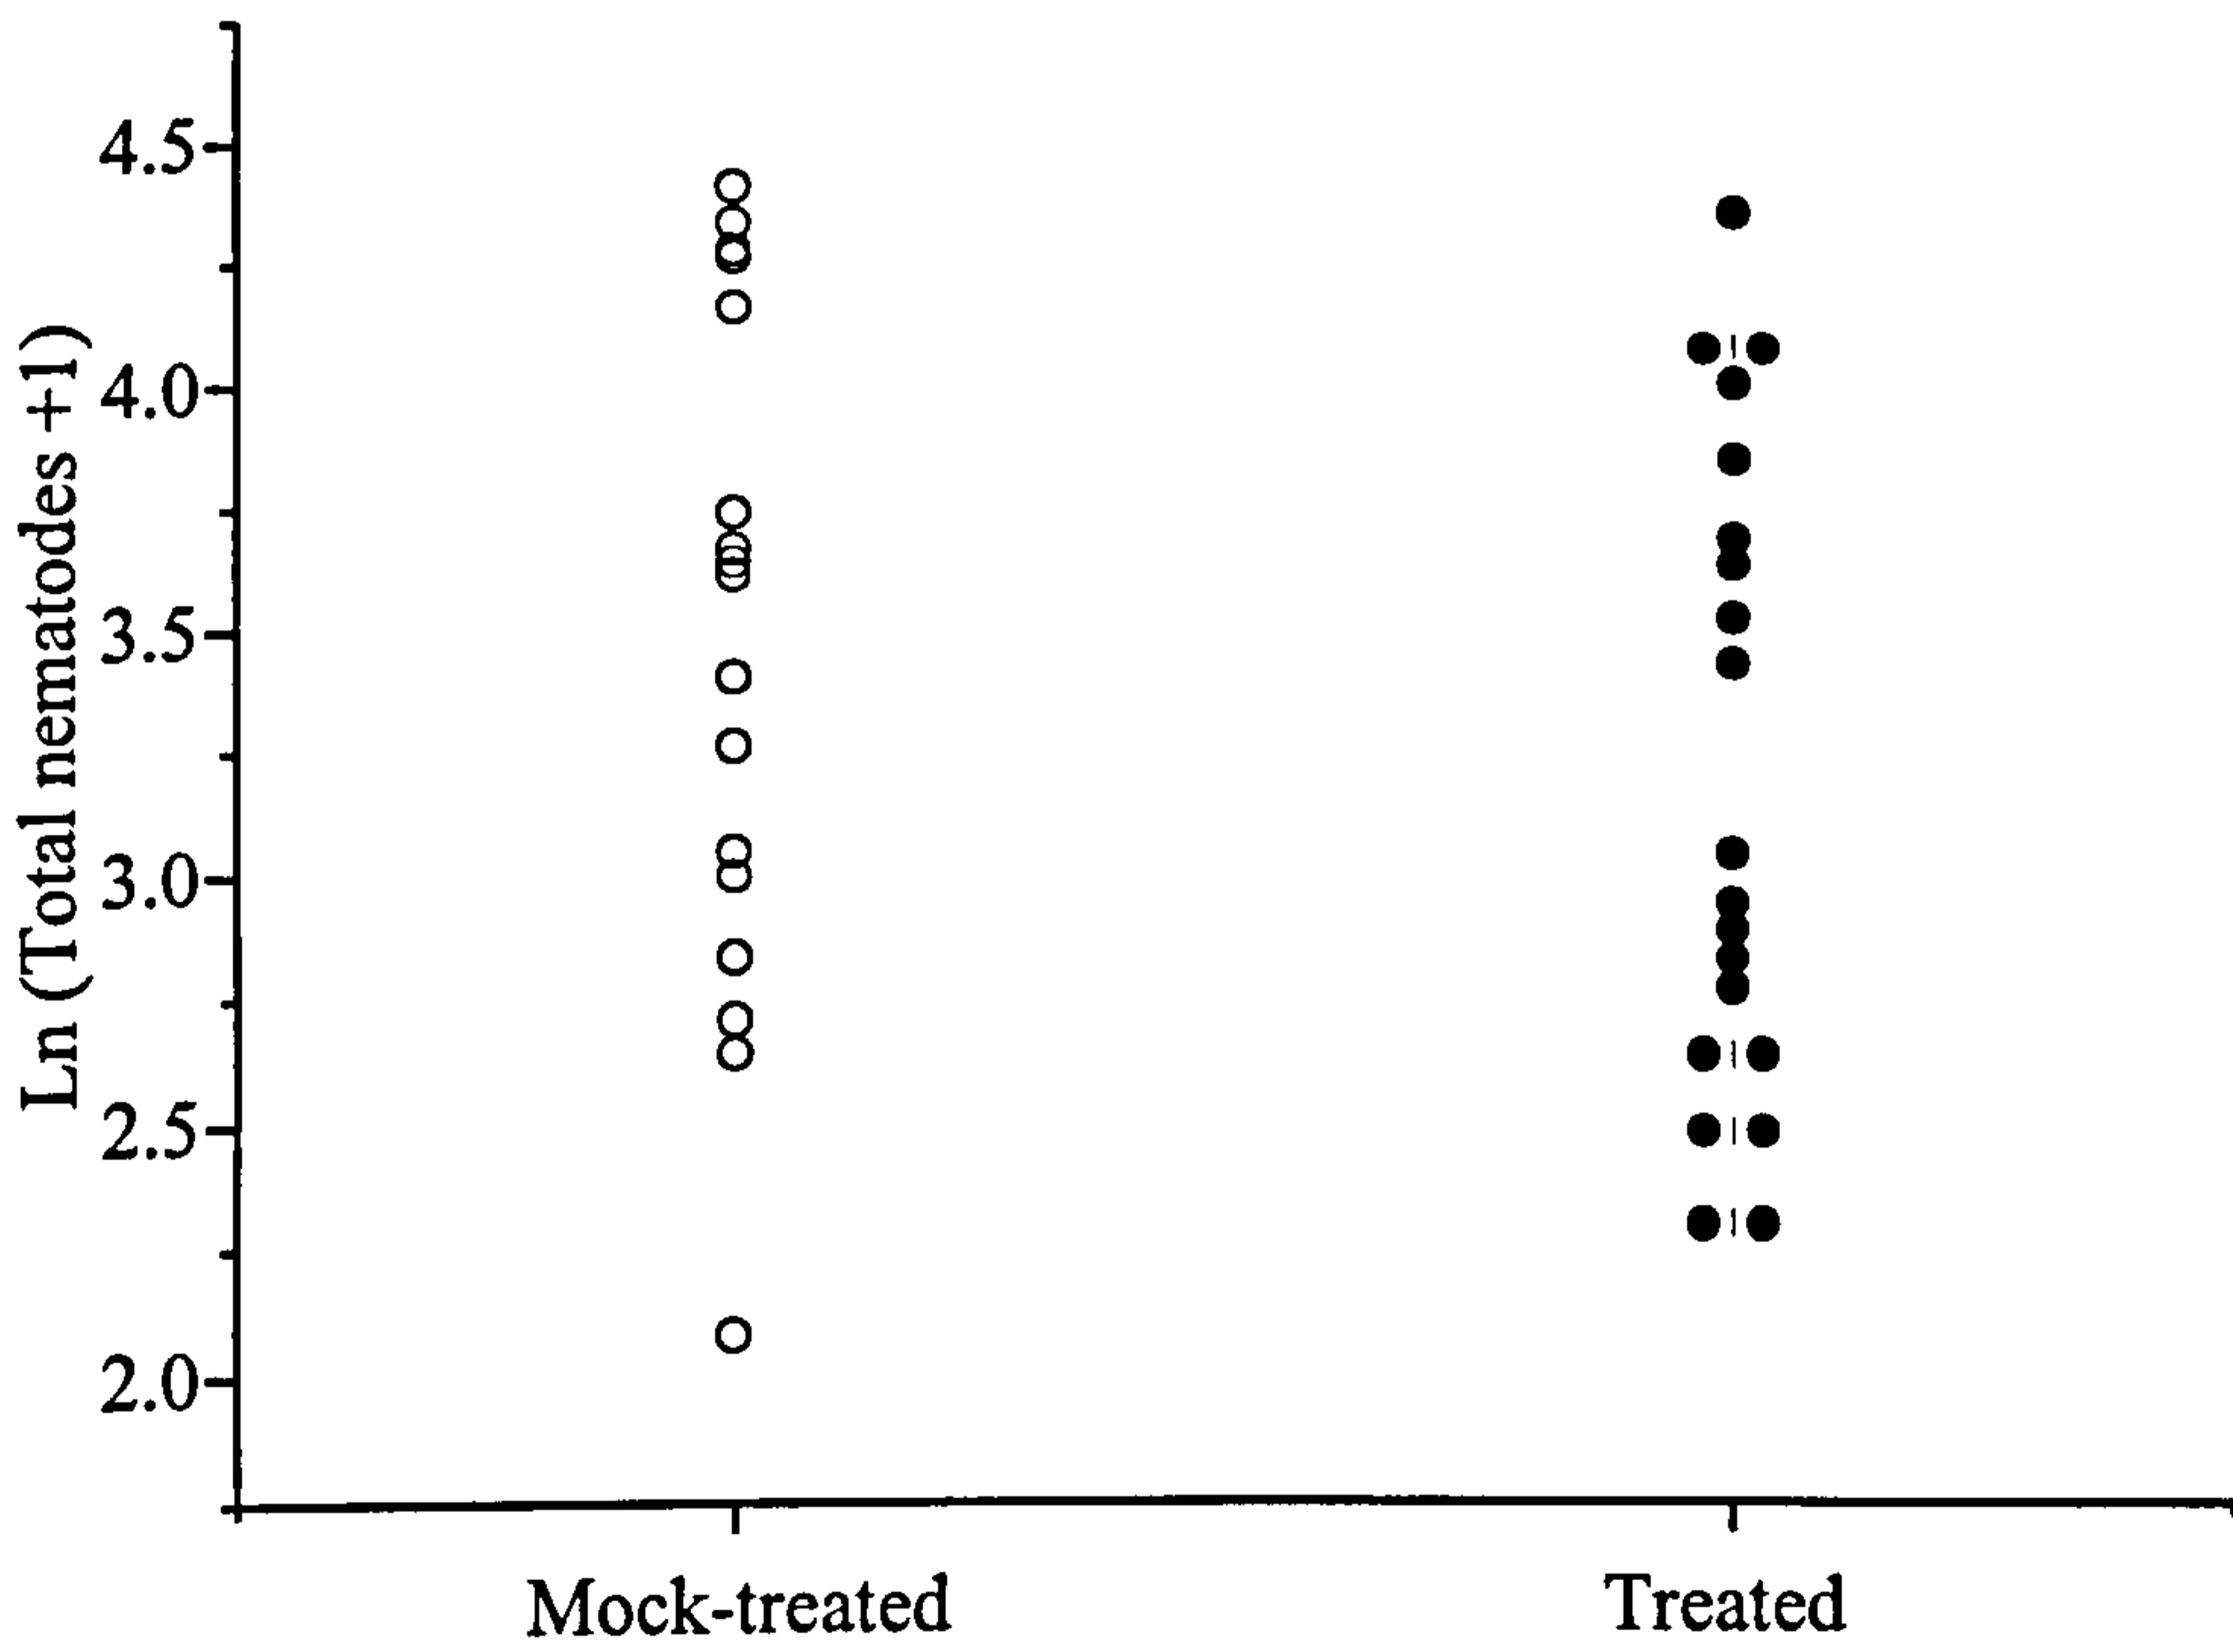 Ln (Total nematodes +1)
4.5
4.0
3.5
3.0
2.5
2.0
Mock-treated
Treated